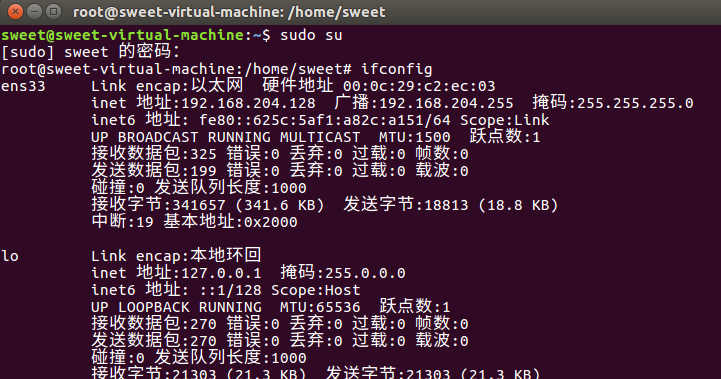 root@sweet-virtual-machine: /home/sweet
sweet@sweet-virtual-machine:~$ sudo su
[sudo] sweet 的密码：
root@sweet-virtual-machine:/home/sweet# ifconfig
ens33     Link encap:以太网  硬件地址 00:0c:29:c2:ec:03
          inet 地址:192.168.204.128  广播:192.168.204.255  掩码:255.255.255.0
          inet6 地址: fe80::625c:5af1:a82c:a151/64 Scope:Link
          UP BROADCAST RUNNING MULTICAST  MTU:1500  跃点数:1
          接收数据包:325 错误:0 丢弃:0 过载:0 帧数:0
          发送数据包:199 错误:0 丢弃:0 过载:0 载波:0
          碰撞:0 发送队列长度:1000
          接收字节:341657 (341.6 KB)  发送字节:18813 (18.8 KB)
          中断:19 基本地址:0x2000
lo        Link encap:本地环回
          inet 地址:127.0.0.1  掩码:255.0.0.0
          inet6 地址: ::1/128 Scope:Host
          UP LOOPBACK RUNNING  MTU:65536  跃点数:1
          接收数据包:270 错误:0 丢弃:0 过载:0 帧数:0
          发送数据包:270 错误:0 丢弃:0 过载:0 载波:0
          碰撞:0 发送队列长度:1000
          接收字节:21303 (21.3 KB)  发送字节:21303 (21.3 KB)